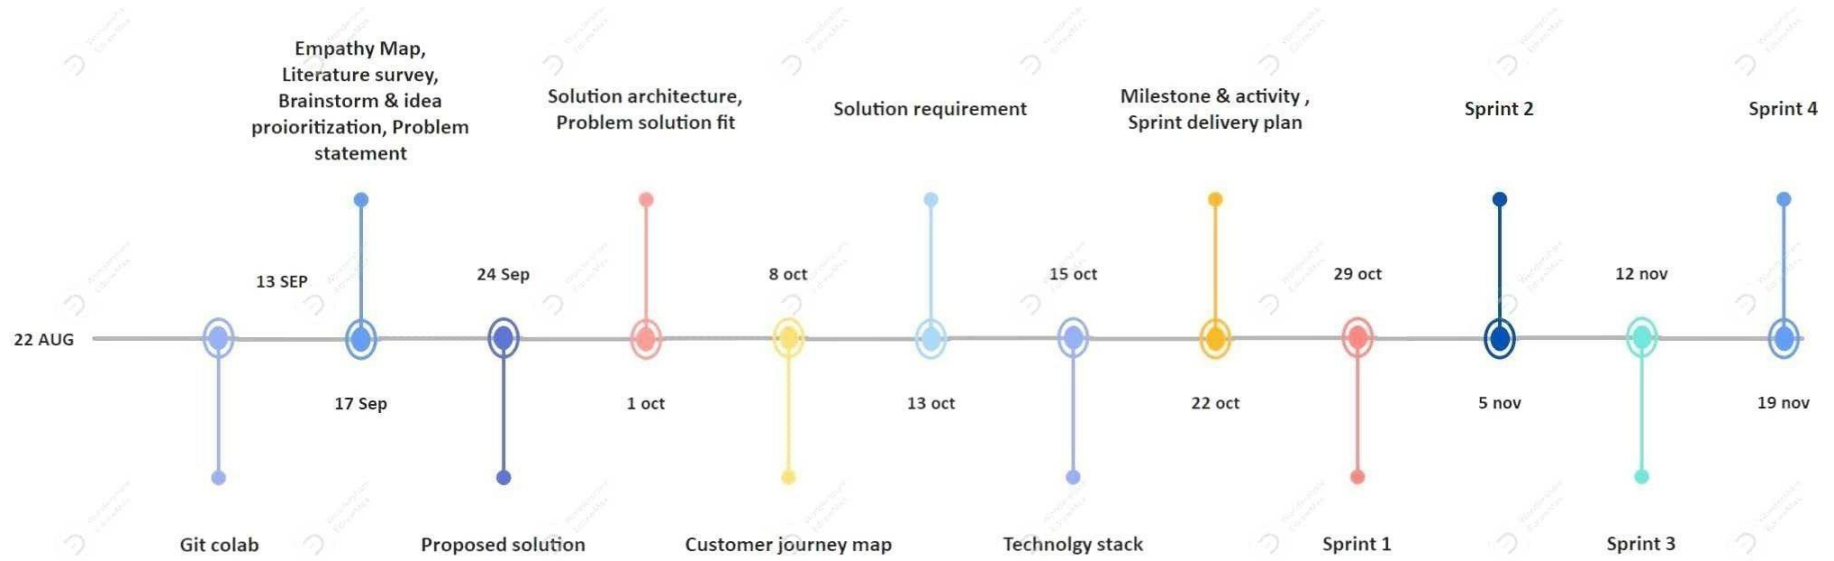 Empathy Map,
Literature survey,
Brainstorm & idea
proioritization, Problem
statement
Solution architecture,
Problem solution fit
Solution requirement
Milestone & activity ,
Sprint delivery plan
Sprint 2
Sprint 4
13 SEP
24 Sep
8 oct
15 oct
29 oct
12 nov
22 AUG
17 Sep
1 oct
13 oct
22 oct
5 nov
19 nov
Git colab
Proposed solution
Customer journey map
Technolgy stack
Sprint 1
Sprint 3